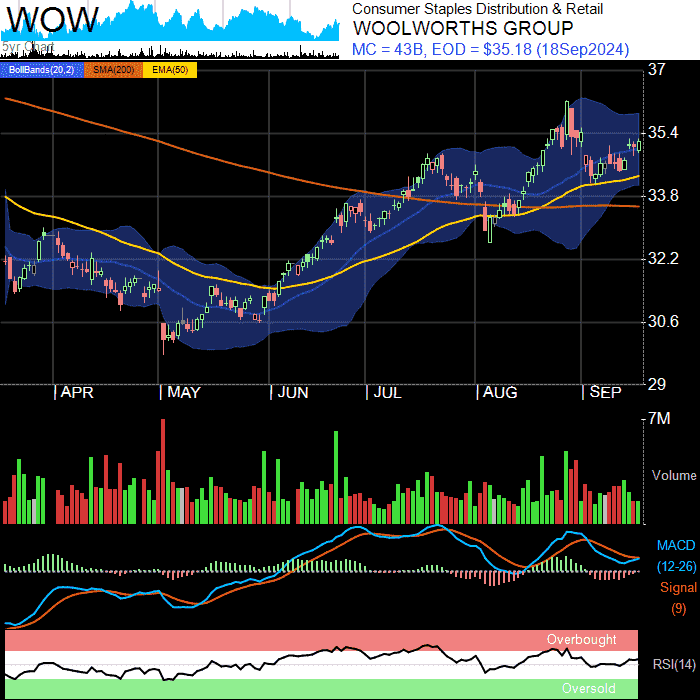 WOW
5yr Chart
Consumer Staples Distribution & Retail
WOOLWORTHS GROUP
MC = 43B, EOD = $35.18 (18Sep2024)
BollBands(20,2) SMA(200) EMA(50)
37
35.4
33.8
32.2
30.6
29
APR MAY JUN JUL AUG SEP
7M
Volume
MACD
(12-26)
Signal
(9)
Overbought
RSI(14)
Oversold